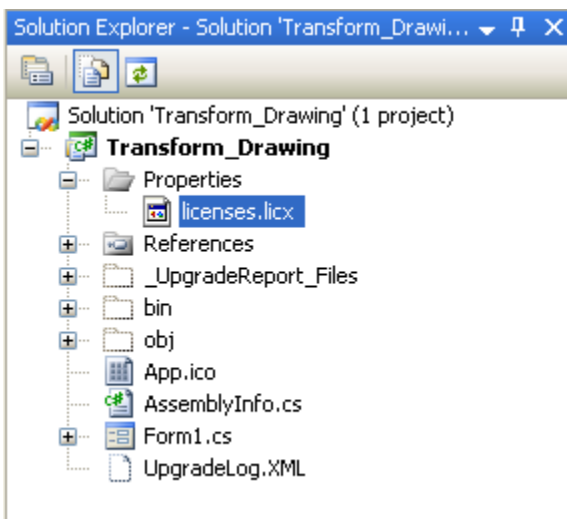 Solution Explorer - Solution 'Transform_Drawi...
Solution 'Transform_Drawing' (1 project)
Transform_Drawing
Properties
licenses.licx
References
_UpgradeReport_Files
bin
obj
App.ico
AssemblyInfo.cs
Form1.cs
UpgradeLog.XML